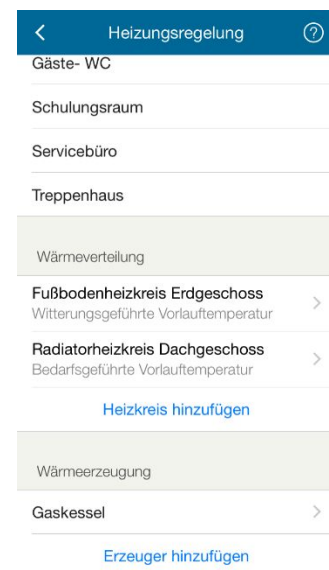 Heizungsregelung
Gäste- WC
Schulungsraum
Servicebüro
Treppenhaus
Wärmeverteilung
Fußbodenheizkreis Erdgeschoss
Witterungsgeführte Vorlauftemperatur
Radiatorheizkreis Dachgeschoss
Bedarfsgeführte Vorlauftemperatur
Heizkreis hinzufügen
Wärmeerzeugung
Gaskessel
Erzeuger hinzufügen